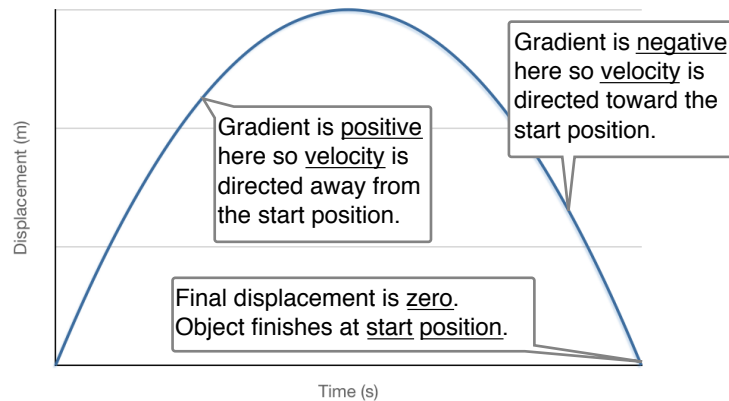 Displacement (m)
Gradient is positive
here so velocity is
directed away from
the start position.
Gradient is negative
here so velocity is
directed toward the
start position.
Final displacement is zero.
Object finishes at start position.
Time (s)